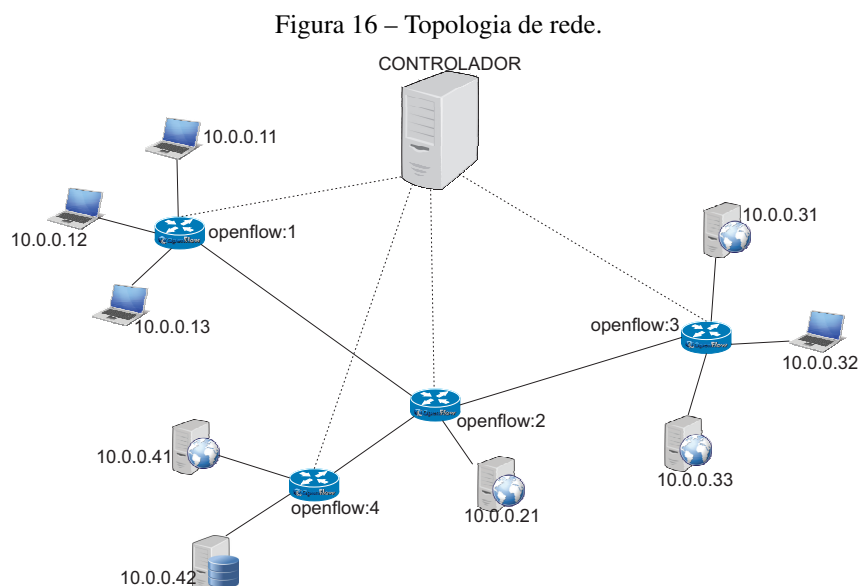 Figura 16 – Topologia de rede.
CONTROLADOR
10.0.0.11
10.0.0.12
openflow:1
10.0.0.13
10.0.0.31
openflow:3
10.0.0.32
openflow:2
10.0.0.41
10.0.0.33
openflow:4
10.0.0.21
10.0.0.42